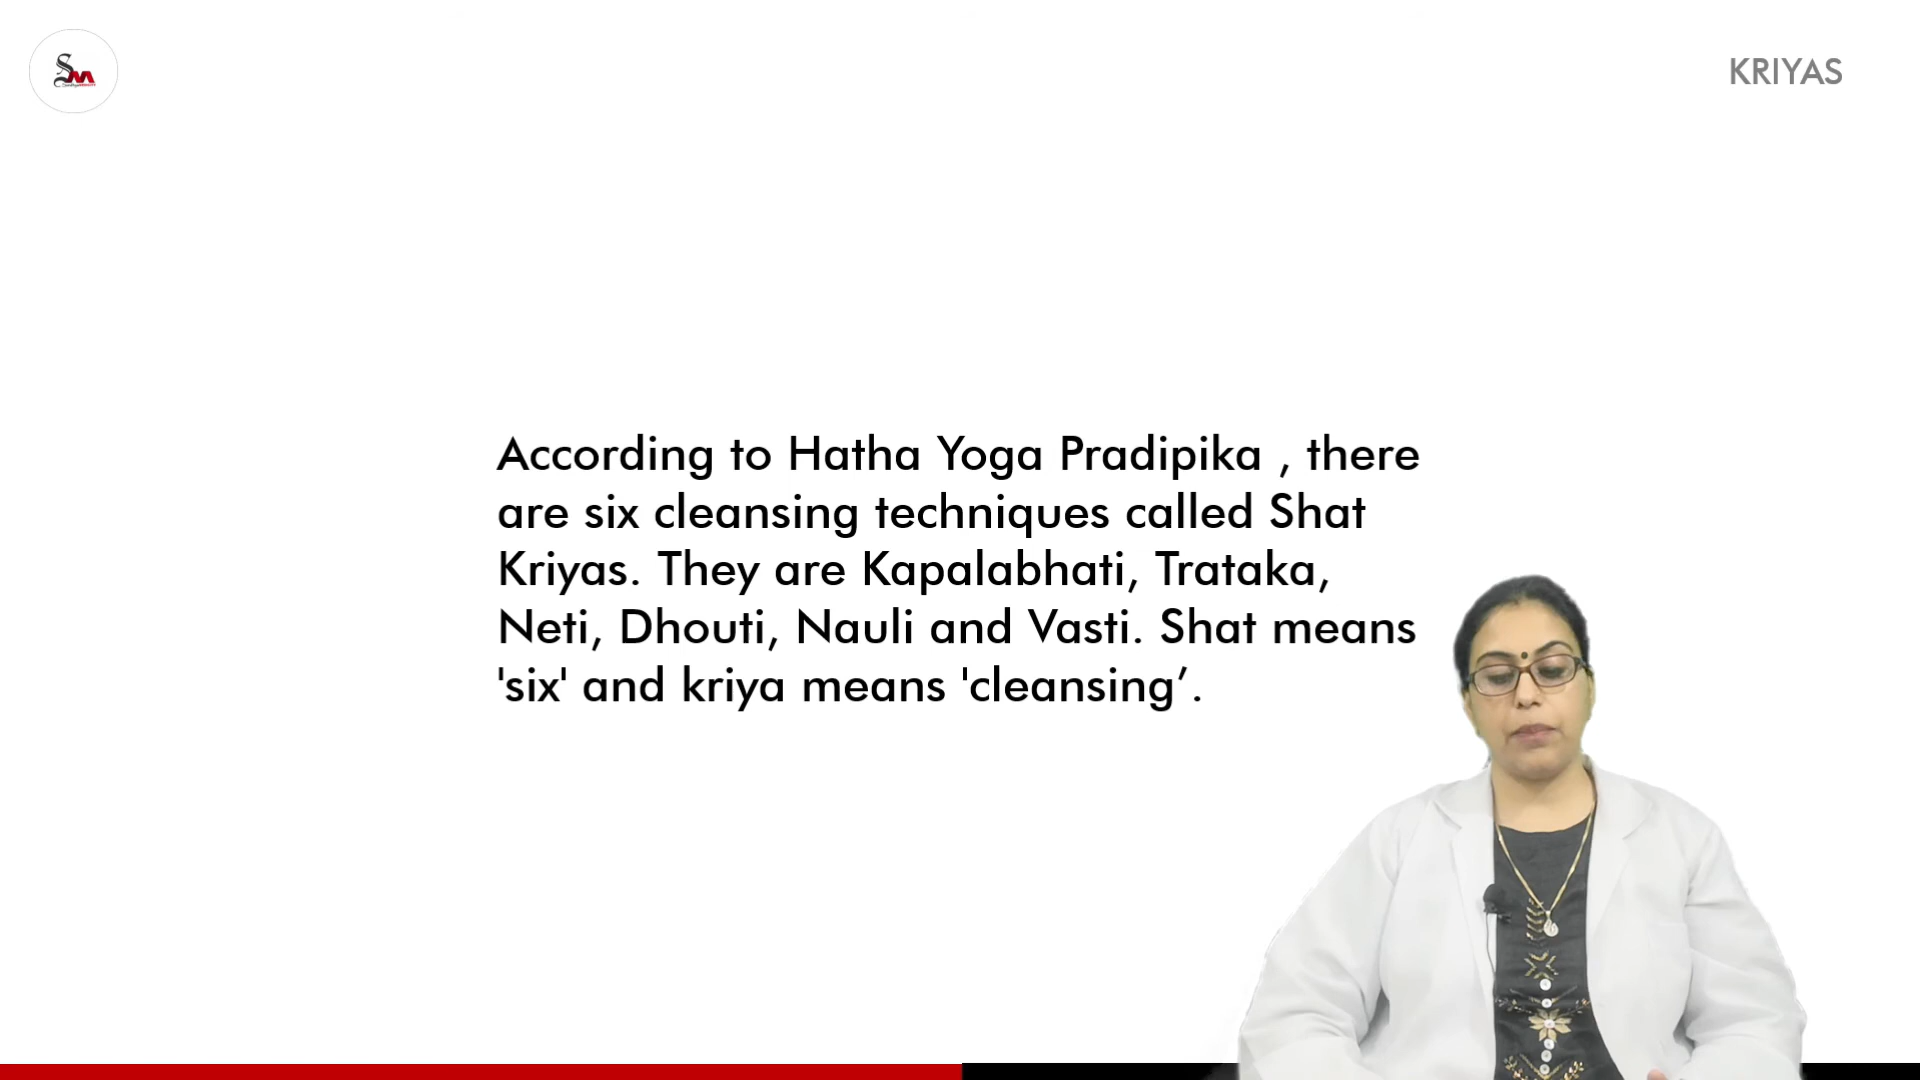 SM
KRIYAS
According to Hatha Yoga Pradipika , there
are six cleansing techniques called Shat
Kriyas. They are Kapalabhati, Trataka,
Neti, Dhouti, Nauli and Vasti. Shat means
'six' and kriya means 'cleansing’.